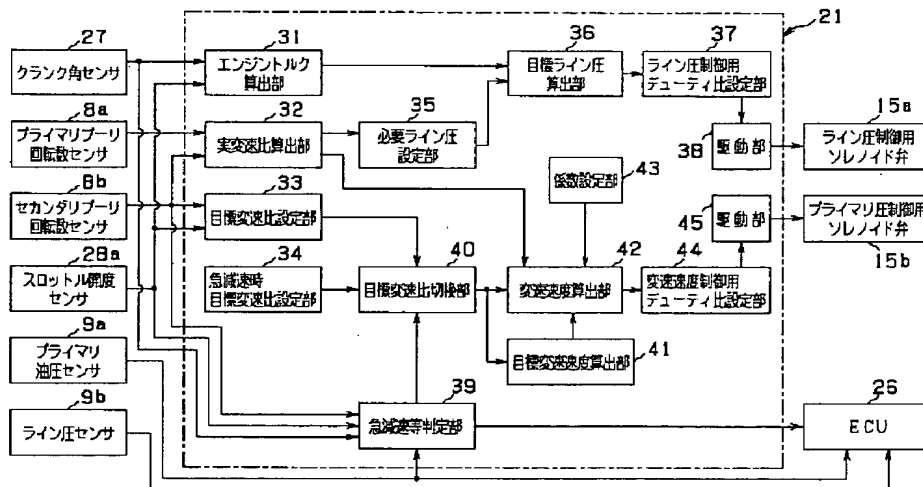 21
27
クランク角センサ
31
エンジントルク
算出部
36
目標ライン圧
算出部
37
ライン圧制御用
デューティ比設定部
8a
プライマリプーリ
回転数センサ
32
実変速比算出部
35
必要ライン圧
設定部
38
駆動部
15a
ライン圧制御用
ソレノイド弁
8b
セカンダリプーリ
回転数センサ
33
目標変速比設定部
43
係数設定部
45
駆動部
プライマリ圧制御用
ソレノイド弁
15b
28a
スロットル開度
センサ
34
急減速時
目標変速比設定部
40
目標変速比切換部
42
変速速度算出部
44
変速速度制御用
デューティ比設定部
9a
プライマリ
油圧センサ
41
目標変速速度算出部
9b
ライン圧センサ
39
急減速等判定部
26
ECU